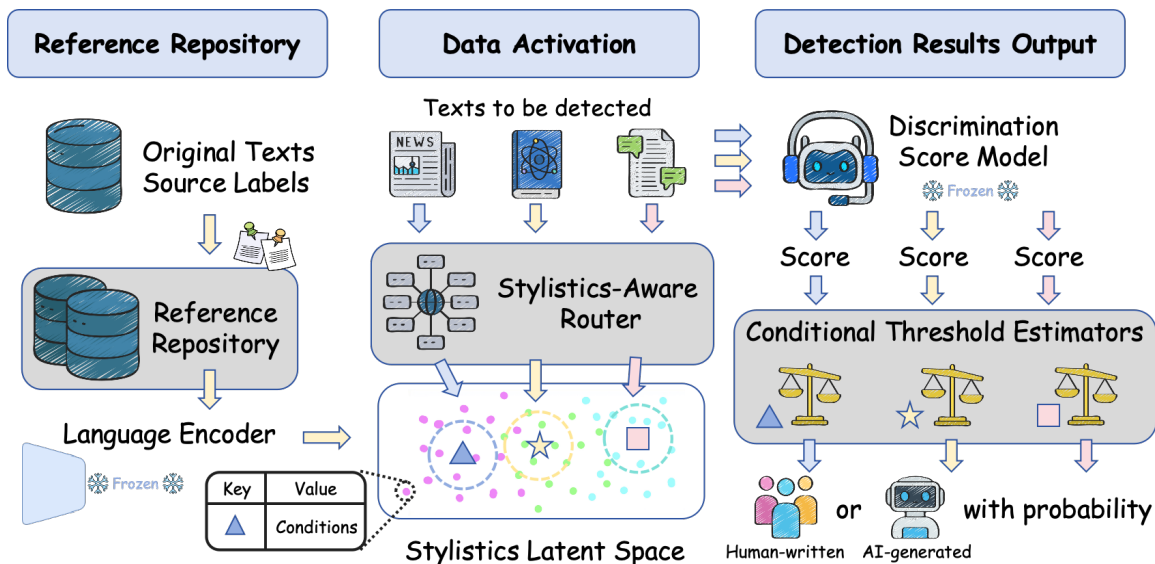 Reference Repository
Data Activation
Detection Results Output
Original Texts
Source Labels
Reference
Repository
Language Encoder
Frozen
Key
Value
Conditions
Texts to be detected
NEWS
Stylistics-Aware
Router
Stylistics Latent Space
Discrimination
Score Model
Frozen
Score
Score
Score
Conditional Threshold Estimators
or
with probability
Human-written
AI-generated